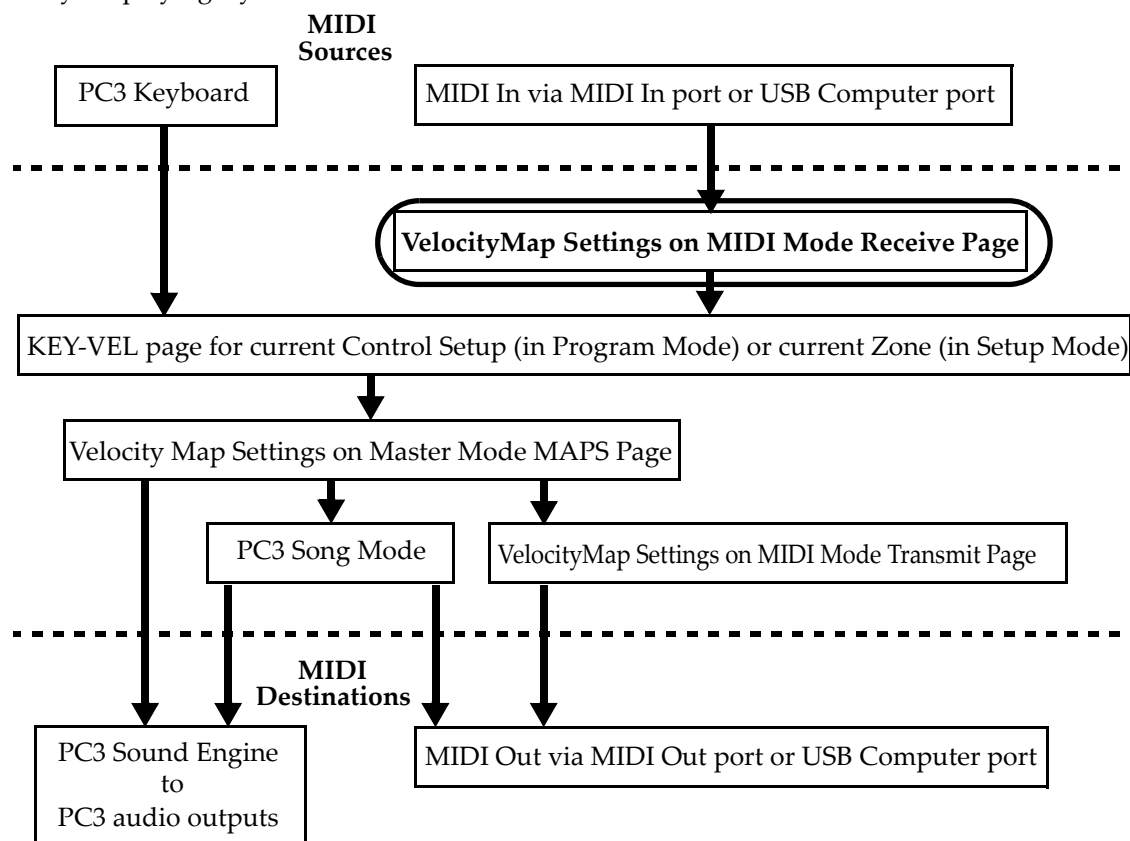 MIDI
Sources
PC3 Keyboard
MIDI In via MIDI In port or USB Computer port
VelocityMap Settings on MIDI Mode Receive Page
KEY-VEL page for current Control Setup (in Program Mode) or current Zone (in Setup Mode)
Velocity Map Settings on Master Mode MAPS Page
PC3 Song Mode
VelocityMap Settings on MIDI Mode Transmit Page
MIDI
Destinations
PC3 Sound Engine
to
PC3 audio outputs
MIDI Out via MIDI Out port or USB Computer port